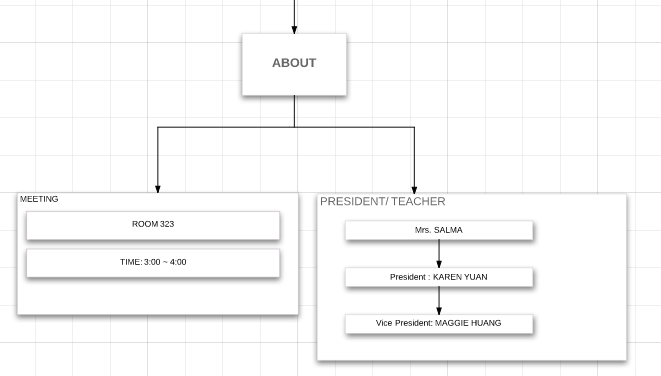 ABOUT
MEETING
ROOM 323
TIME: 3:00 ~ 4:00
PRESIDENT/ TEACHER
Mrs. SALMA
President : KAREN YUAN
Vice President: MAGGIE HUANG